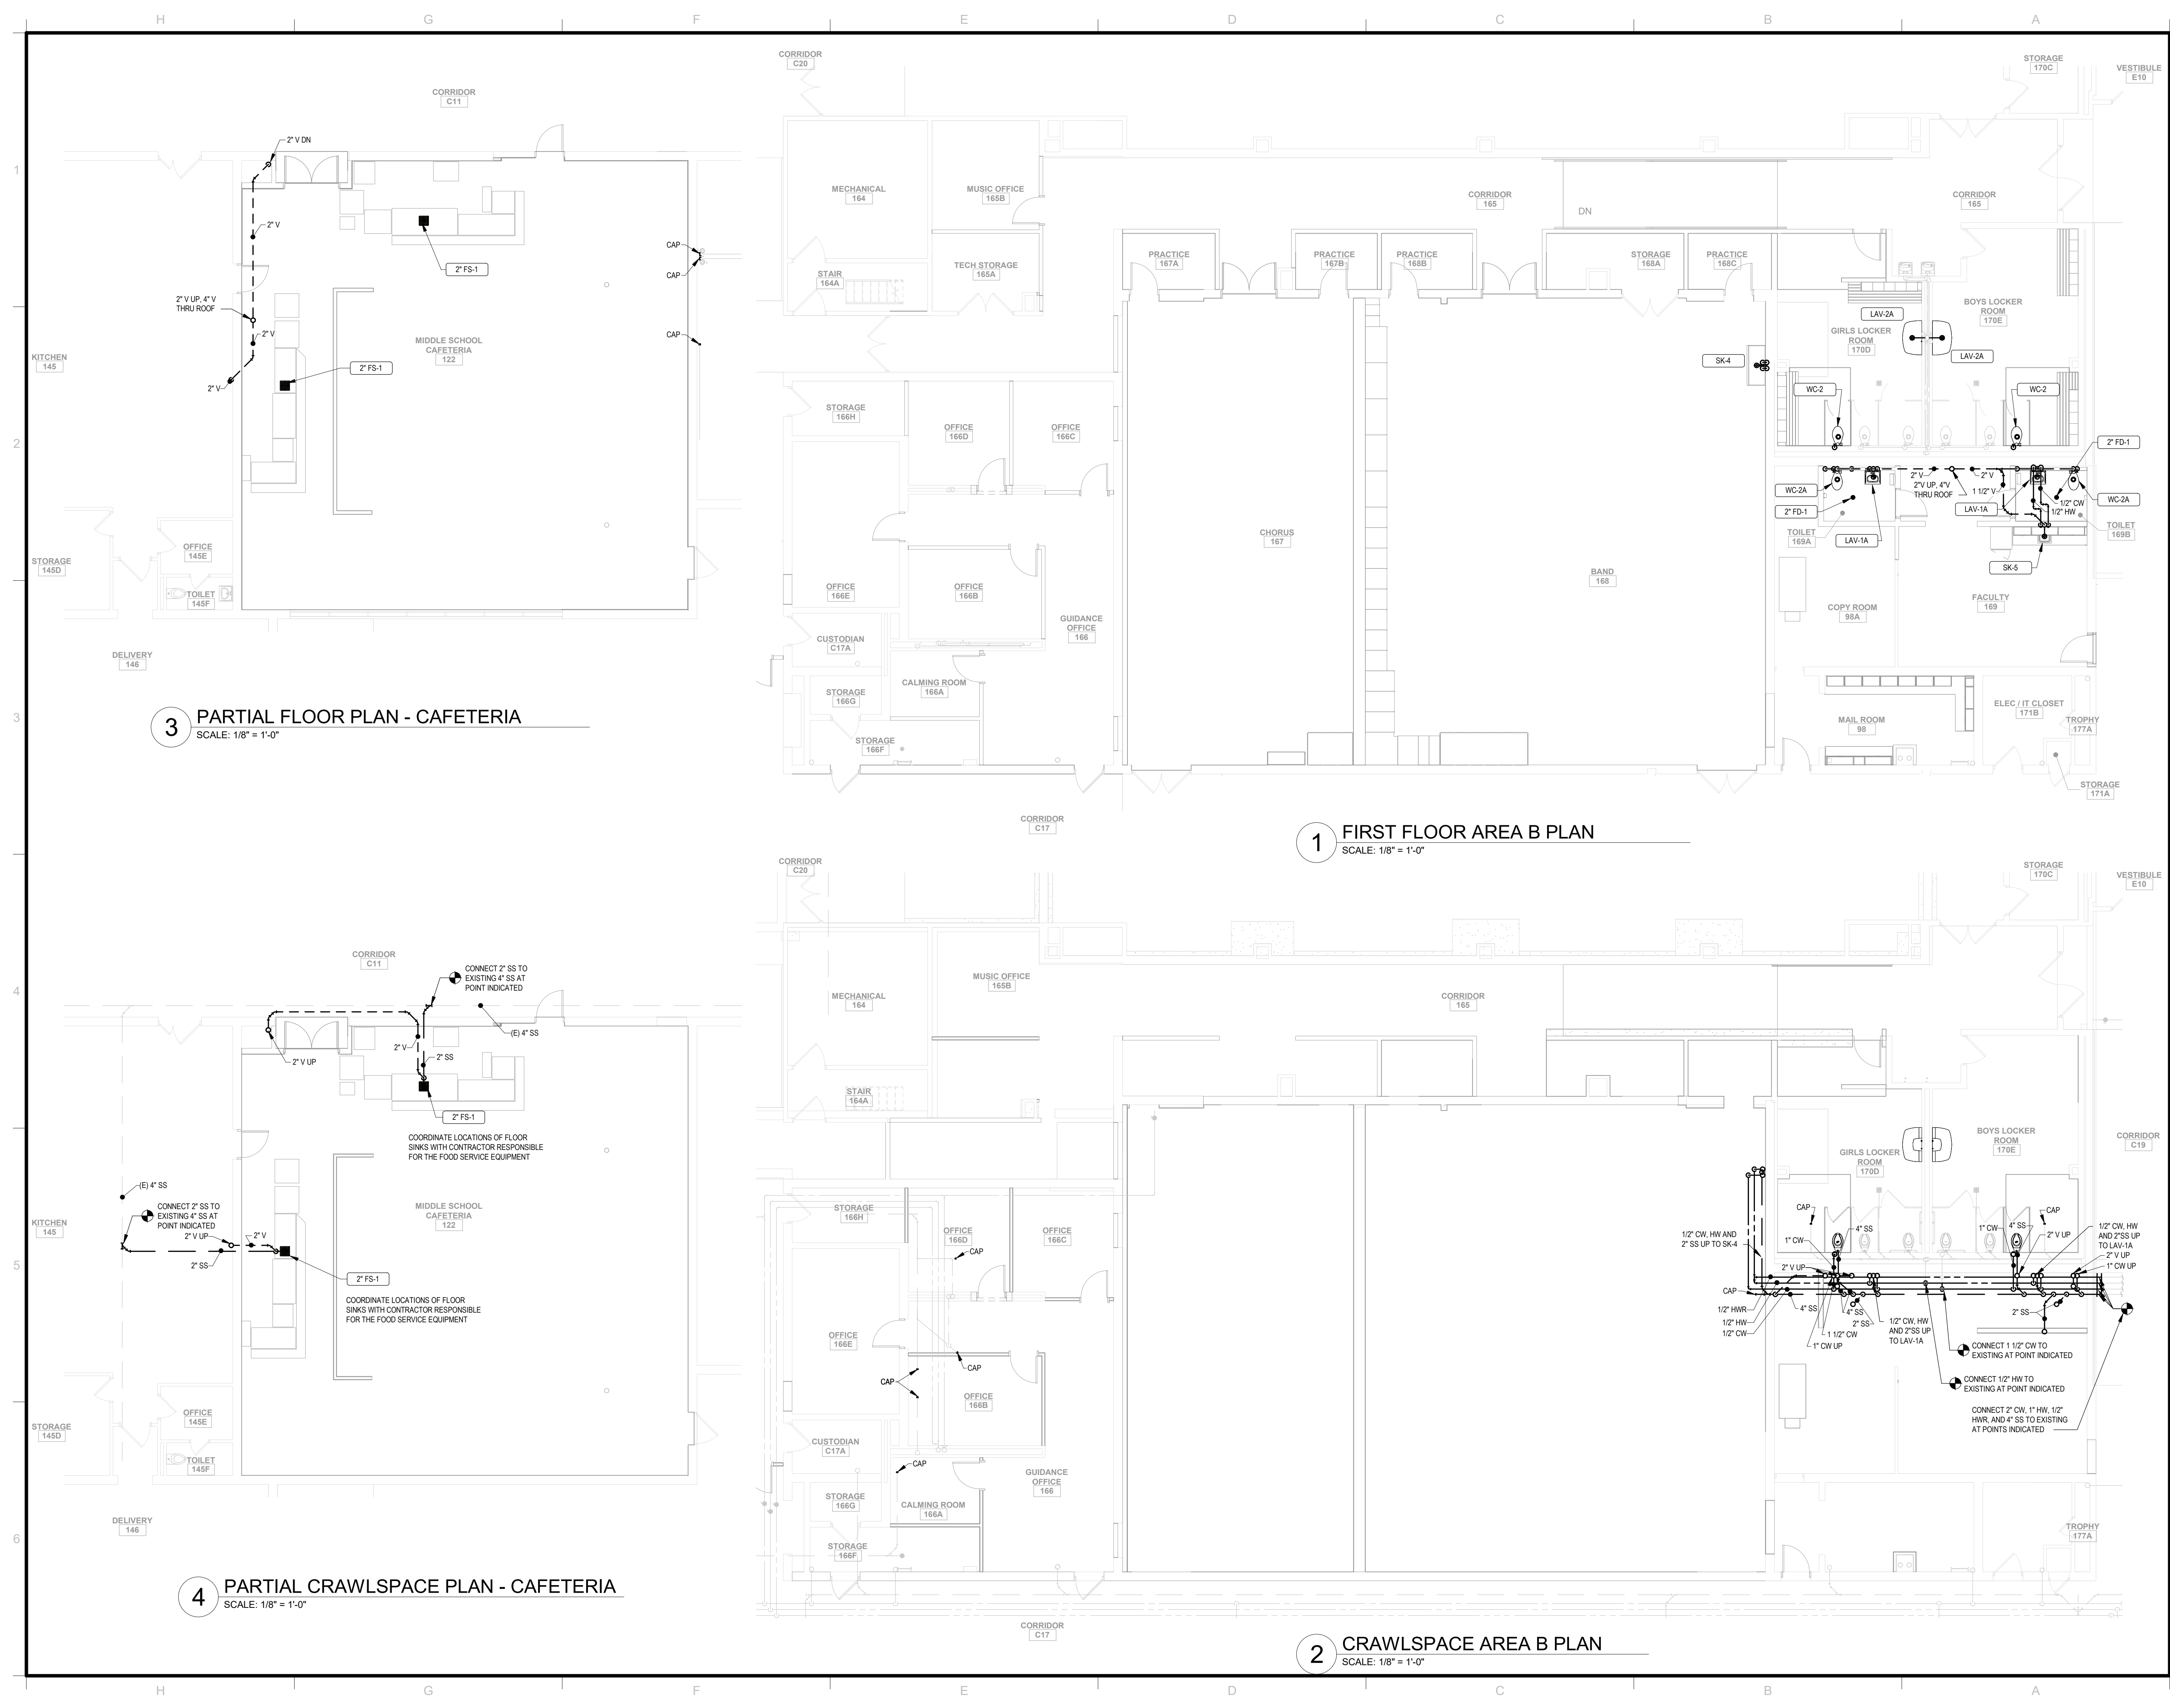 H G F E D C B A
1
2
3
4
5
6
CORRIDOR
C11
2" V DN
2" V
2" FS-1
CAP
CAP
2" V UP, 4" V
THRU ROOF
2" V
CAP
MIDDLE SCHOOL
CAFETERIA
122
KITCHEN
145
2" FS-1
2" V
OFFICE
145E
STORAGE
145D
TOILET
145F
DELIVERY
146
3
PARTIAL FLOOR PLAN - CAFETERIA
SCALE: 1/8" = 1'-0"
CORRIDOR
C20
STORAGE
170C
VESTIBULE
E10
MECHANICAL
164
MUSIC OFFICE
165B
CORRIDOR
165
DN
CORRIDOR
165
STAIR
164A
TECH STORAGE
165A
PRACTICE
167A
PRACTICE
167B
PRACTICE
168B
STORAGE
168A
PRACTICE
168C
BOYS LOCKER
ROOM
170E
LAV-2A
GIRLS LOCKER
ROOM
170D
LAV-2A
SK-4
WC-2
WC-2
STORAGE
166H
OFFICE
166D
OFFICE
166C
2" FD-1
2" V
2" V
2"V UP, 4"V
THRU ROOF
1 1/2" V
WC-2A
WC-2A
1/2" CW
1/2" HW
2" FD-1
LAV-1A
TOILET
169A
LAV-1A
TOILET
169B
SK-5
CHORUS
167
BAND
168
OFFICE
166E
OFFICE
166B
FACULTY
169
COPY ROOM
98A
GUIDANCE
OFFICE
166
CUSTODIAN
C17A
CALMING ROOM
166A
STORAGE
166G
ELEC / IT CLOSET
171B
MAIL ROOM
98
TROPHY
177A
STORAGE
166F
STORAGE
171A
CORRIDOR
C17
1
FIRST FLOOR AREA B PLAN
SCALE: 1/8" = 1'-0"
CORRIDOR
C11
CONNECT 2" SS TO
EXISTING 4" SS AT
POINT INDICATED
(E) 4" SS
2" V
2" SS
2" V UP
2" FS-1
COORDINATE LOCATIONS OF FLOOR
SINKS WITH CONTRACTOR RESPONSIBLE
FOR THE FOOD SERVICE EQUIPMENT
(E) 4" SS
CONNECT 2" SS TO
EXISTING 4" SS AT
POINT INDICATED
KITCHEN
145
2" V UP
2" V
2" SS
MIDDLE SCHOOL
CAFETERIA
122
2" FS-1
COORDINATE LOCATIONS OF FLOOR
SINKS WITH CONTRACTOR RESPONSIBLE
FOR THE FOOD SERVICE EQUIPMENT
OFFICE
145E
STORAGE
145D
TOILET
145F
DELIVERY
146
4
PARTIAL CRAWLSPACE PLAN - CAFETERIA
SCALE: 1/8" = 1'-0"
CORRIDOR
C20
STORAGE
170C
VESTIBULE
E10
MECHANICAL
164
MUSIC OFFICE
165B
CORRIDOR
165
STAIR
164A
BOYS LOCKER
ROOM
170E
CORRIDOR
C19
GIRLS LOCKER
ROOM
170D
STORAGE
166H
OFFICE
166D
OFFICE
166C
CAP
CAP
CAP
1/2" CW, HW AND
2" SS UP TO SK-4
4" SS
1" CW
1" CW
4" SS
2" V UP
1/2" CW, HW
AND 2"SS UP
TO LAV-1A
2" V UP
1" CW UP
2" V UP
CAP
1/2" HWR
1/2" HW
1/2" CW
4" SS
4" SS
2" SS
1 1/2" CW
1" CW UP
1/2" CW, HW
AND 2"SS UP
TO LAV-1A
2" SS
CONNECT 1 1/2" CW TO
EXISTING AT POINT INDICATED
CONNECT 1/2" HW TO
EXISTING AT POINT INDICATED
CONNECT 2" CW, 1" HW, 1/2"
HWR, AND 4" SS TO EXISTING
AT POINTS INDICATED
OFFICE
166E
CAP
CAP
OFFICE
166B
CUSTODIAN
C17A
CAP
GUIDANCE
OFFICE
166
STORAGE
166G
CALMING ROOM
166A
STORAGE
166F
TROPHY
177A
CORRIDOR
C17
2
CRAWLSPACE AREA B PLAN
SCALE: 1/8" = 1'-0"
H G F E D C B A